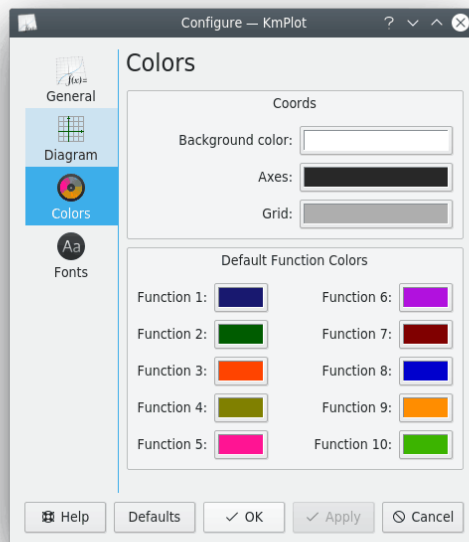 Configure — KmPlot
f(x)=
General
Diagram
Colors
Aa
Fonts
Colors
Coords
Background color:
Axes:
Grid:
Default Function Colors
Function 1:
Function 6:
Function 2:
Function 7:
Function 3:
Function 8:
Function 4:
Function 9:
Function 5:
Function 10:
Help
Defaults
OK
Apply
Cancel